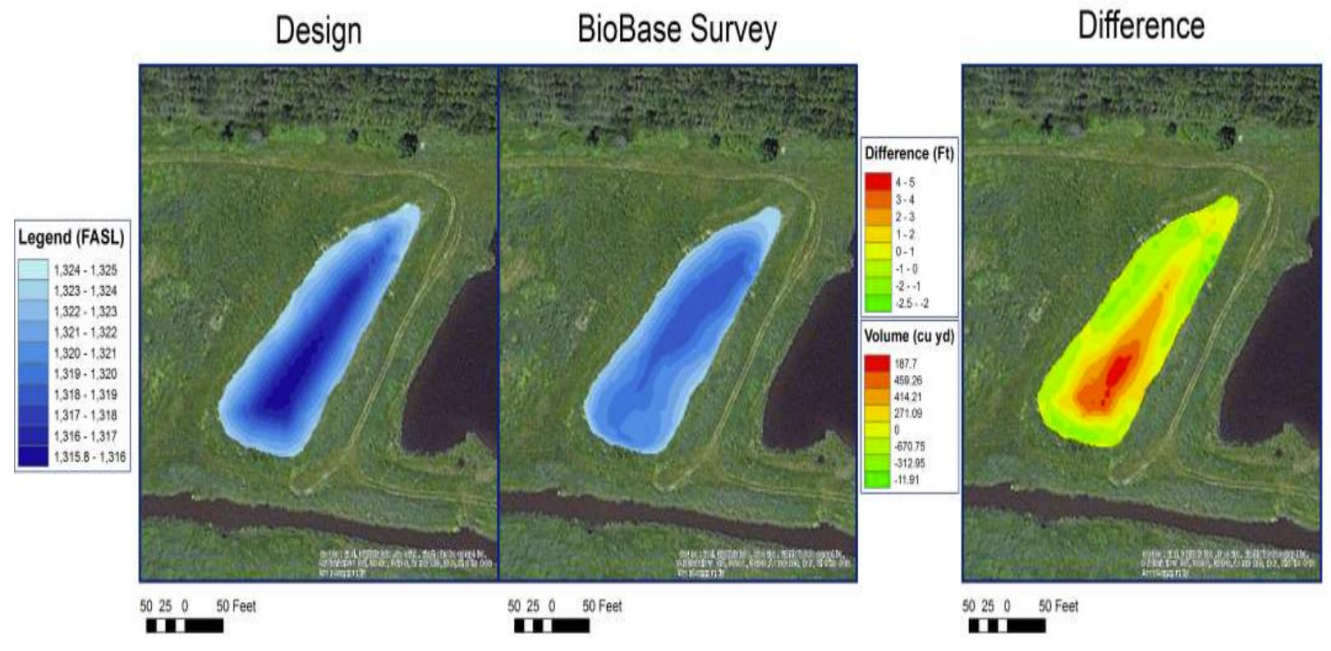 Design
BioBase Survey
Difference
Legend (FASL)
1,324 - 1,325
1,323 - 1,324
1,322 - 1,323
1,321 - 1,322
1,320 - 1,321
1,319 - 1,320
1,318 - 1,319
1,317 - 1,318
1,316 - 1,317
1,315.8 - 1,316
Difference (Ft)
4 - 5
3 - 4
2 - 3
1 - 2
0 - 1
-1 - 0
-2 - -1
-2.5 - -2
Volume (cu yd)
187.7
459.26
414.21
271.09
0
-670.75
-312.95
-11.91
50 25 0 50 Feet
50 25 0 50 Feet
50 25 0 50 Feet